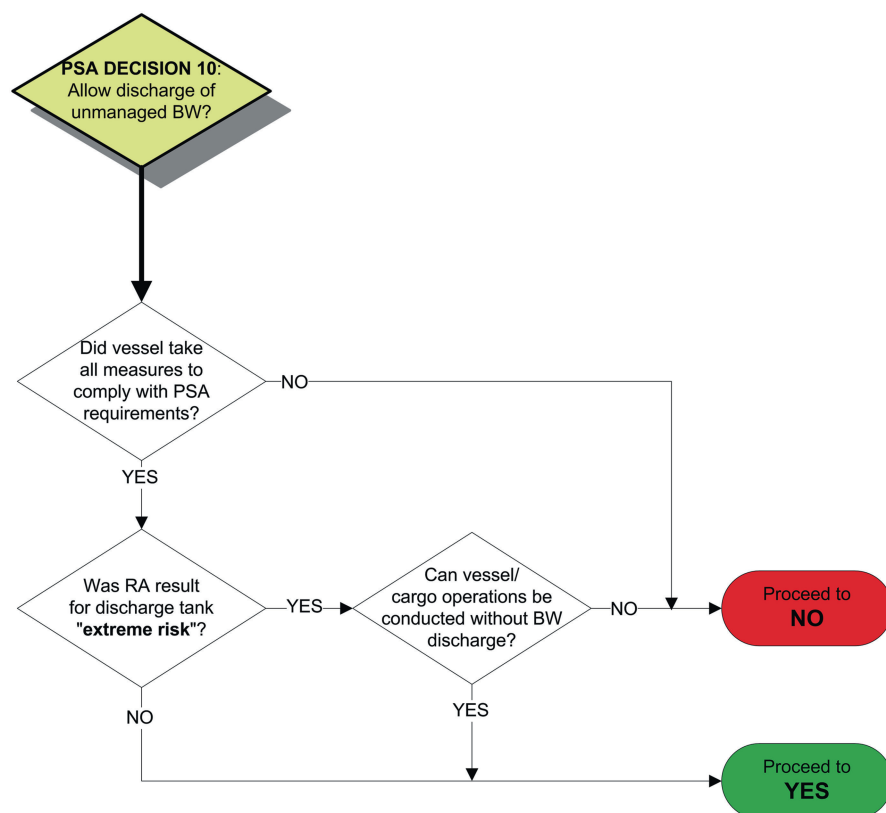 PSA DECISION 10:
Allow discharge of
unmanaged BW?
Did vessel take
all measures to
comply with PSA
requirements?
NO
YES
Was RA result
for discharge tank
"extreme risk"?
YES
Can vessel/
cargo operations be
conducted without BW
discharge?
NO
Proceed to
NO
NO
YES
Proceed to
YES